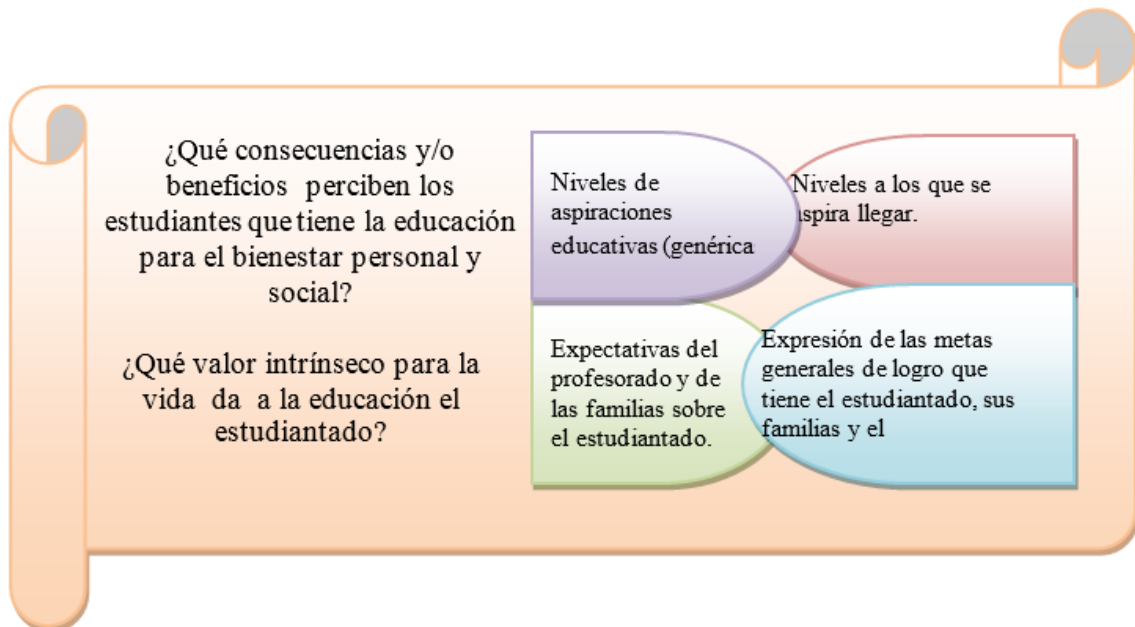 ¿Qué consecuencias y/o
beneficios perciben los
estudiantes que tiene la educación
para el bienestar personal y
social?
¿Qué valor intrínseco para la
vida da a la educación el
estudiantado?
Niveles de
aspiraciones
educativas (genérica
Niveles a los que se
aspira llegar.
Expectativas del
profesorado y de
las familias sobre
el estudiantado.
Expresión de las metas
generales de logro que
tiene el estudiantado, sus
familias y el